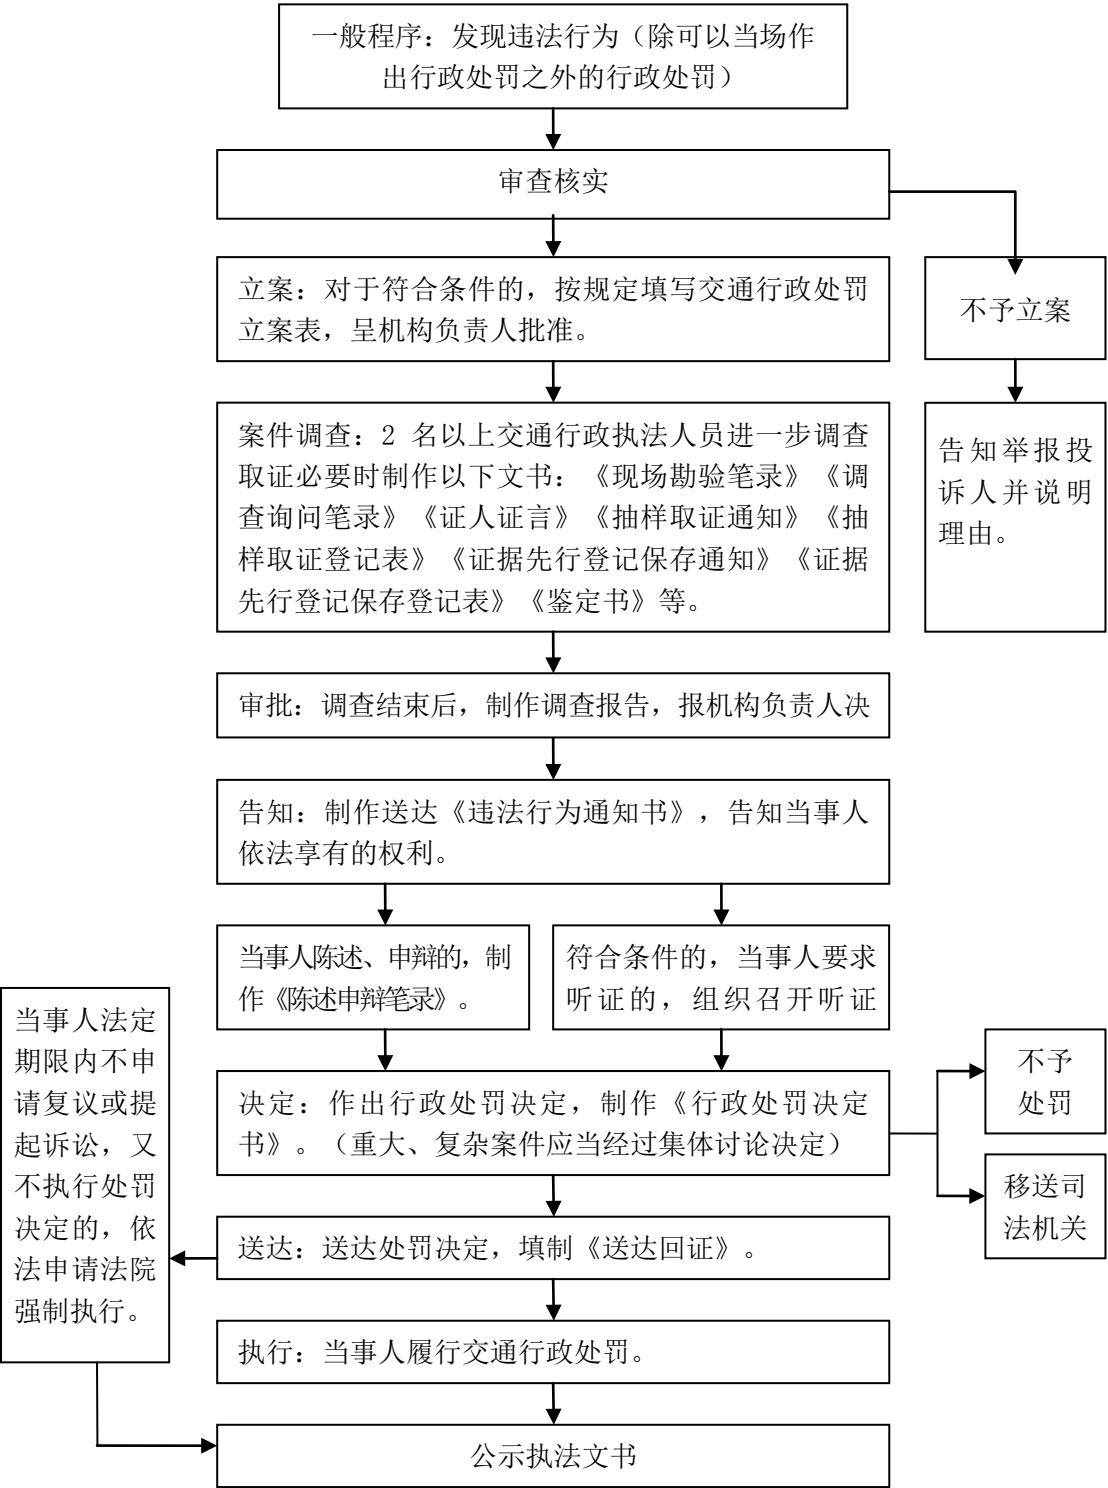 一般程序：发现违法行为（除可以当场作
出行政处罚之外的行政处罚）
审查核实
立案：对于符合条件的，按规定填写交通行政处罚
立案表，呈机构负责人批准。
不予立案
案件调查：2 名以上交通行政执法人员进一步调查
取证必要时制作以下文书：《现场勘验笔录》《调
查询问笔录》《证人证言》《抽样取证通知》《抽
样取证登记表》《证据先行登记保存通知》《证据
先行登记保存登记表》《鉴定书》等。
告知举报投
诉人并说明
理由。
审批：调查结束后，制作调查报告，报机构负责人决
告知：制作送达《违法行为通知书》，告知当事人
依法享有的权利。
当事人陈述、申辩的，制
作《陈述申辩笔录》。
符合条件的，当事人要求
听证的，组织召开听证
当事人法定
期限内不申
请复议或提
起诉讼，又
不执行处罚
决定的，依
法申请法院
强制执行。
决定：作出行政处罚决定，制作《行政处罚决定
书》。（重大、复杂案件应当经过集体讨论决定）
不予
处罚
移送司
法机关
送达：送达处罚决定，填制《送达回证》。
执行：当事人履行交通行政处罚。
公示执法文书